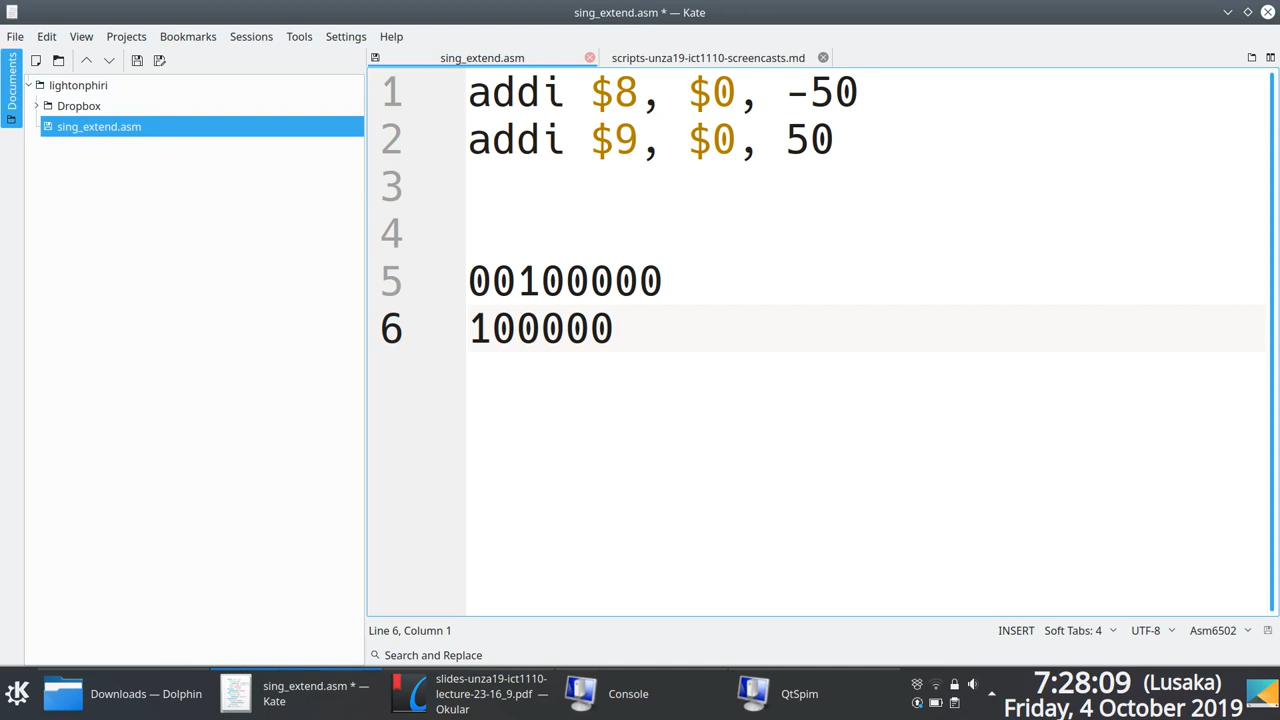 sing_extend.asm * — Kate
File Edit View Projects Bookmarks Sessions Tools Settings Help
Documents
sing_extend.asm
scripts-unza19-ict1110-screencasts.md
lightonphiri
Dropbox
sing_extend.asm
1 addi $8, $0, -50
2 addi $9, $0, 50
3
4
5 00100000
6 100000
Line 6, Column 1
INSERT Soft Tabs: 4 UTF-8 Asm6502
Search and Replace
Downloads — Dolphin
sing_extend.asm * —
Kate
slides-unza19-ict1110-
lecture-23-16_9.pdf —
Okular
Console
QtSpim
7:28:09 (Lusaka)
Friday, 4 October 2019